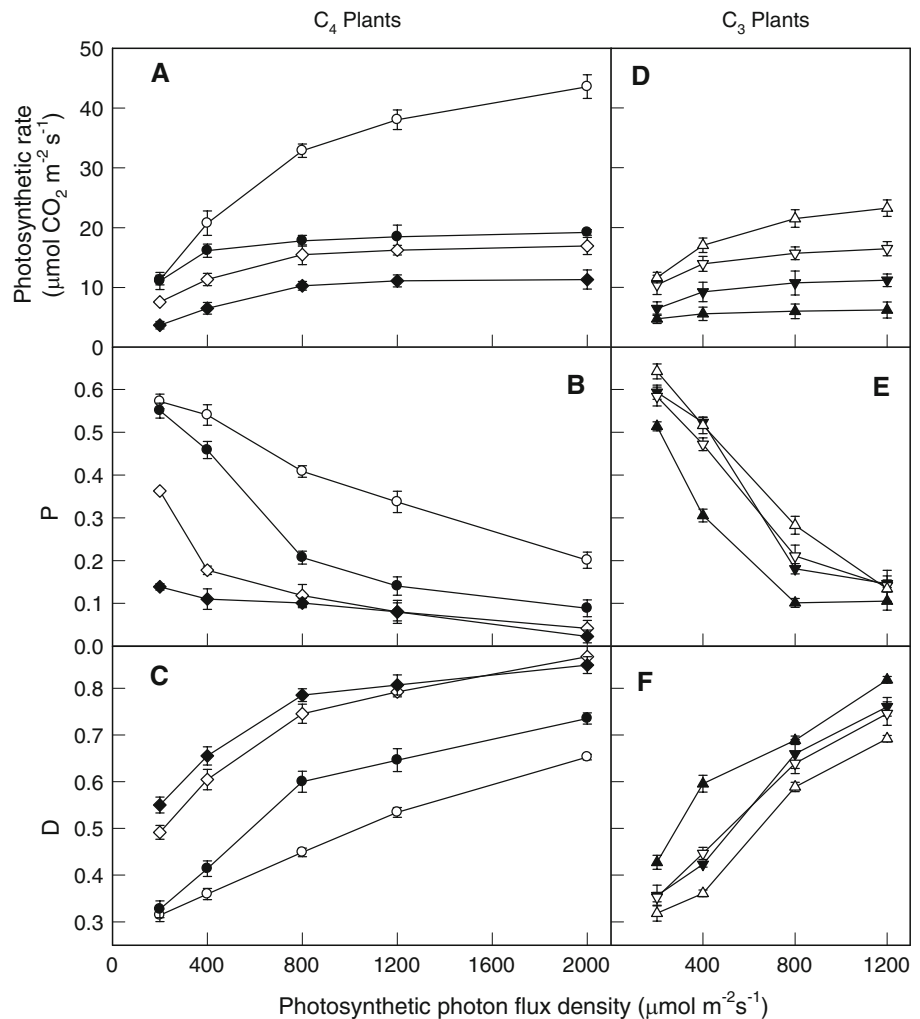 C₄ Plants
C₃ Plants
50
40
30
20
10
0
Photosynthetic rate
(μmol CO₂ m⁻² s⁻¹)
A
D
0.6
0.5
0.4
0.3
0.2
0.1
0.0
P
B
E
0.8
0.7
0.6
0.5
0.4
0.3
D
C
F
0 400 800 1200 1600 2000 400 800 1200
Photosynthetic photon flux density (μmol m⁻²s⁻¹)